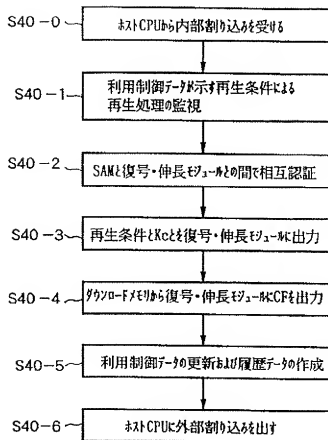 S40-0
ホストCPUから内部割り込みを受ける
S40-1
利用制御データが示す再生条件による
再生処理の監視
S40-2
SAMと復号・伸長モジュールとの間で相互認証
S40-3
再生条件とKcとを復号・伸長モジュールに出力
S40-4
ダウンロードメモリから復号・伸長モジュールにCFを出力
S40-5
利用制御データの更新および履歴データの作成
S40-6
ホストCPUに外部割り込みを出す